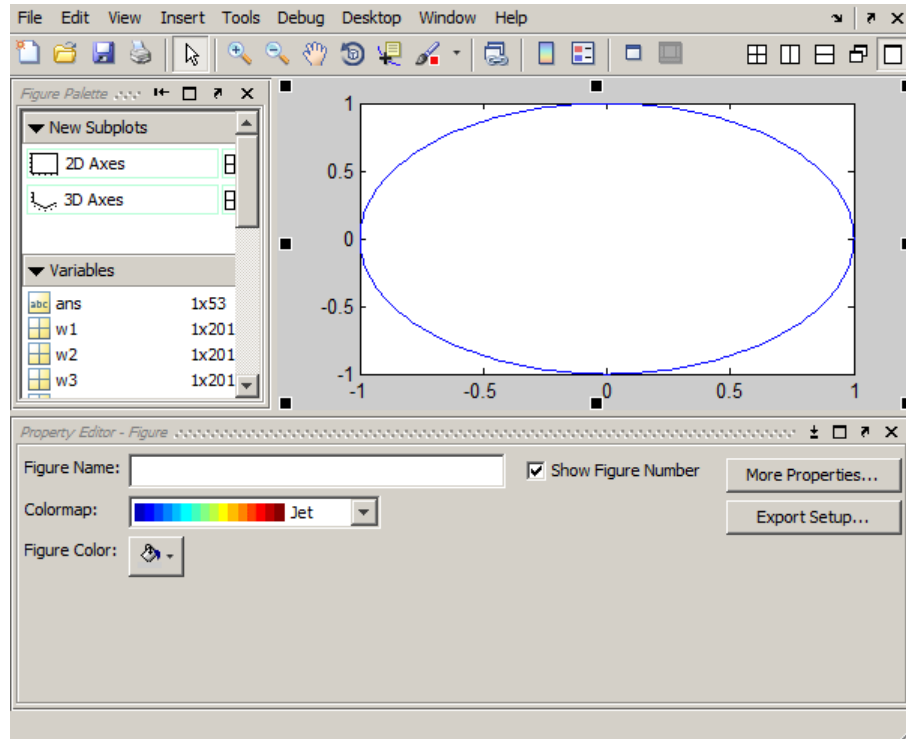 File Edit View Insert Tools Debug Desktop Window Help
Figure Palette
New Subplots
2D Axes
3D Axes
Variables
abc ans 1x53
w1 1x201
w2 1x201
w3 1x201
1
0.5
0
-0.5
-1
-1 -0.5 0 0.5 1
Property Editor - Figure
Figure Name:
Show Figure Number
More Properties...
Colormap: Jet
Export Setup...
Figure Color: